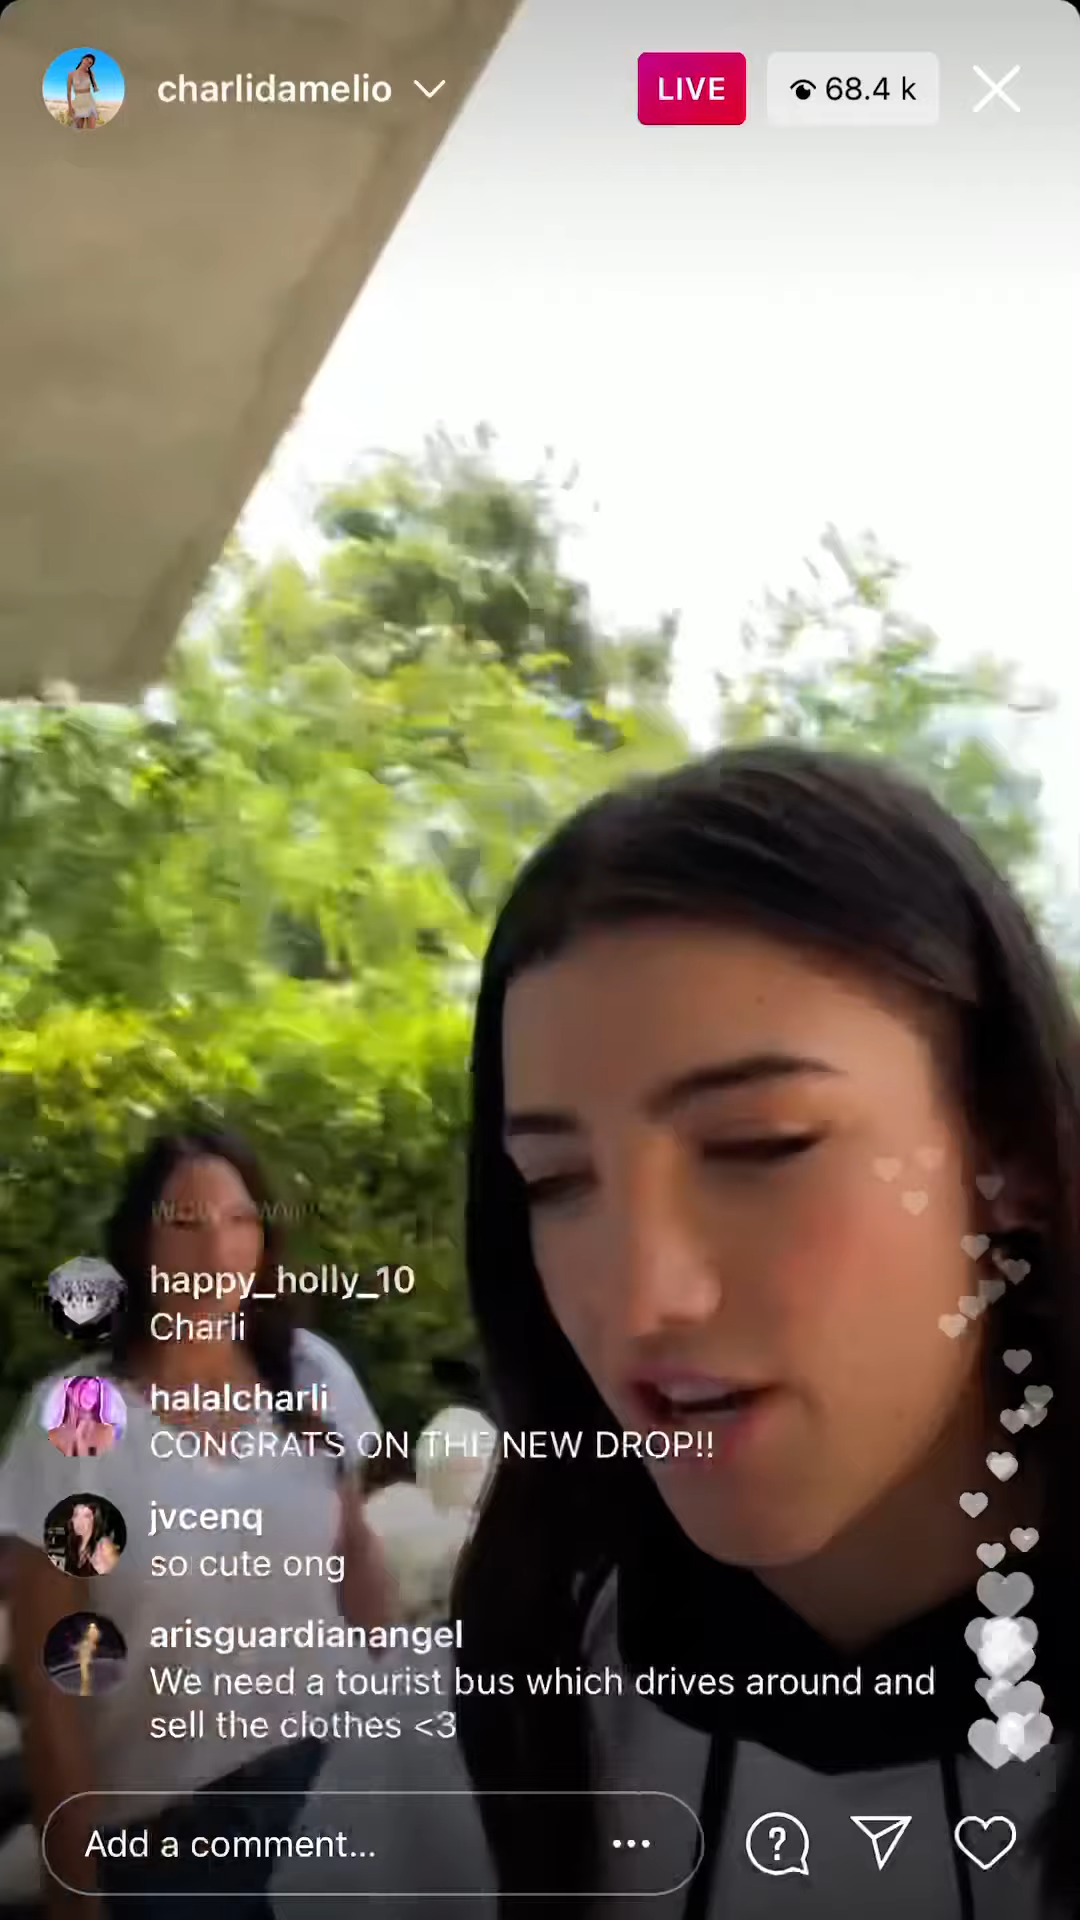 charlidamelio
LIVE
68.4 k
happy_holly_10
Charli
halalcharli
CONGRATS ON THE NEW DROP!!
jvcenq
so cute ong
arisguardianangel
We need a tourist bus which drives around and
sell the clothes <3
Add a comment...